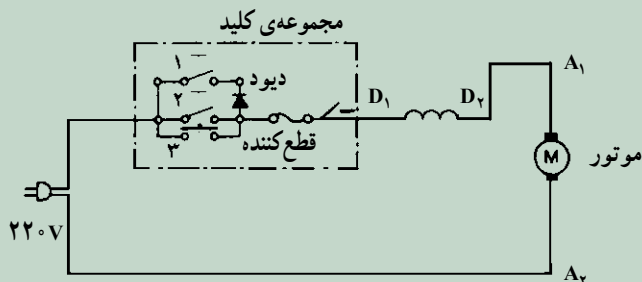 مجموعه‌ی کلید
۱
دیود
۲
قطع‌کننده
۳
D۱
D۲
A۱
M
موتور
۲۲۰V
A۲